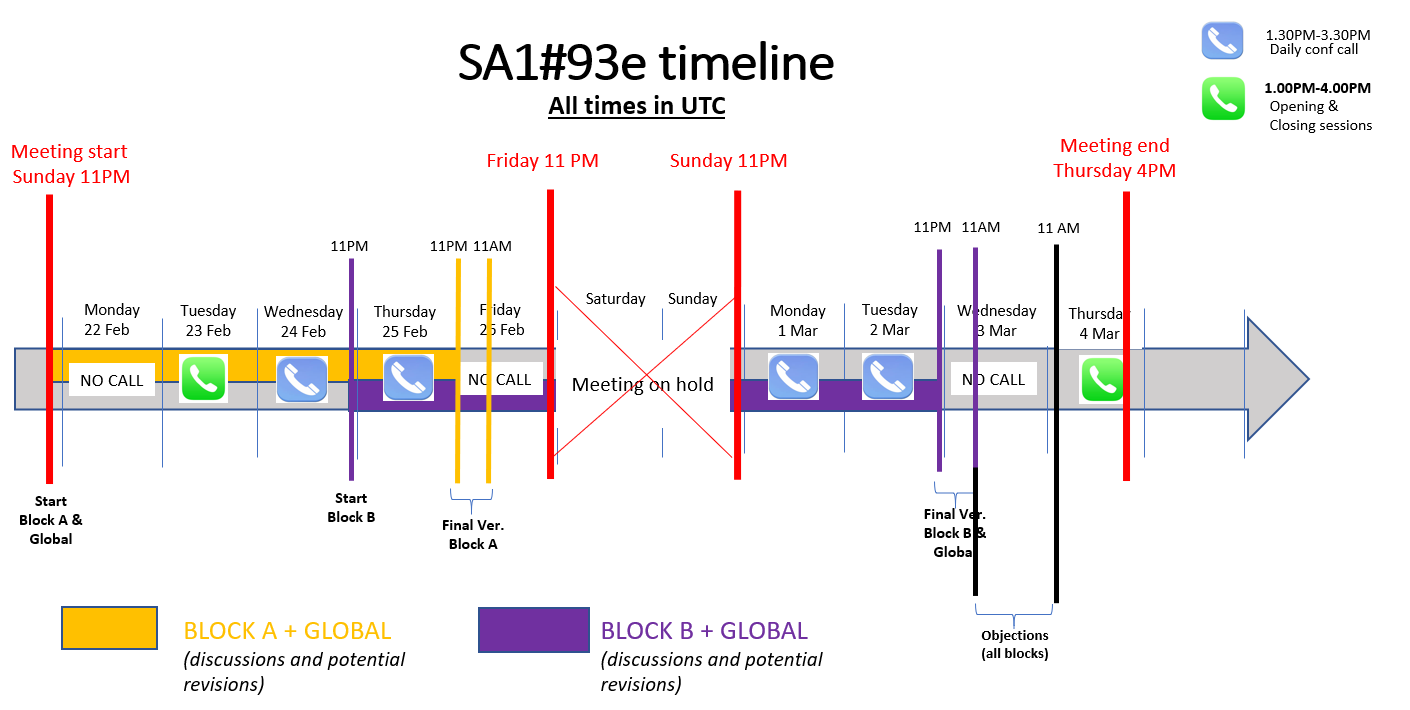 SA1#93e timeline
All times in UTC
1.30PM-3.30PM
Daily conf call
1.00PM-4.00PM
Opening &
Closing sessions
Meeting start
Sunday 11PM
Friday 11 PM
Sunday 11PM
Meeting end
Thursday 4PM
11PM
11PM
11AM
11PM
11AM
11 AM
Monday
22 Feb
Tuesday
23 Feb
Wednesday
24 Feb
Thursday
25 Feb
Friday
25 Feb
Saturday
Sunday
Monday
1 Mar
Tuesday
2 Mar
Wednesday
3 Mar
Thursday
4 Mar
NO CALL
NO CALL
Meeting on hold
NO CALL
Start
Block A &
Global
Start
Block B
Final Ver.
Block A
Final Ver.
Block B &
Global
Objections
(all blocks)
BLOCK A + GLOBAL
(discussions and potential
revisions)
BLOCK B + GLOBAL
(discussions and potential
revisions)